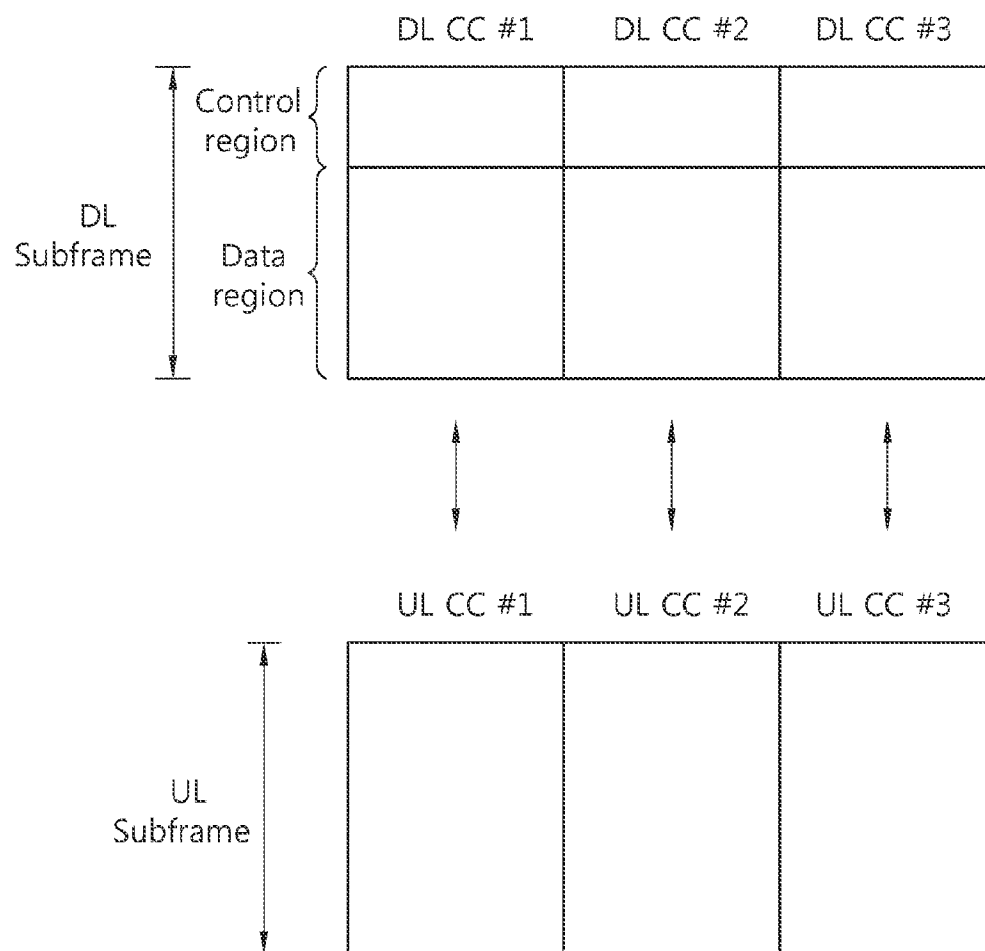 DL CC #1 DL CC #2 DL CC #3
Control
region
DL
Subframe
Data
region
UL CC #1 UL CC #2 UL CC #3
UL
Subframe